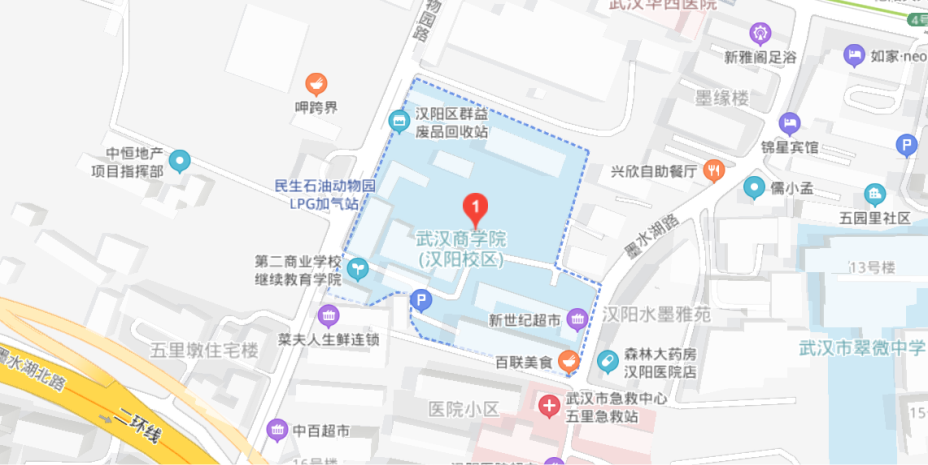 武汉华西医院
4号
物园路
新雅阁足浴
如家·neo
呷跨界
墨缘楼
汉阳区群益
废品回收站
锦星宾馆
P
中恒地产
项目指挥部
兴欣自助餐厅
儒小孟
民生石油动物园
LPG加气站
1
五园里社区
墨水湖路
武汉商学院
(汉阳校区)
第二商业学校
继续教育学院
13号楼
P
新世纪超市
汉阳水墨雅苑
菜夫人生鲜连锁
五里墩住宅楼
武汉市翠微中学
百联美食
森林大药房
汉阳医院店
墨水湖北路
二环线
医院小区
武汉市急救中心
五里急救站
15号
中百超市
16号楼